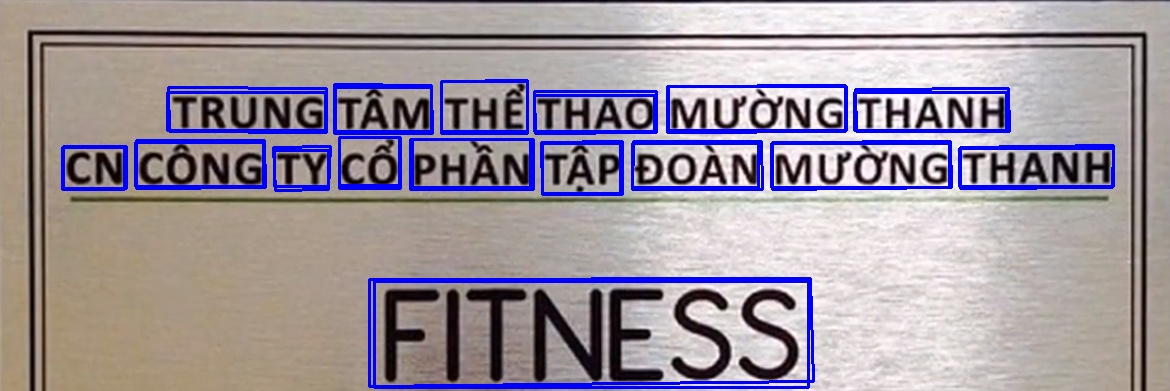 TRUNG TÂM THỂ THAO MƯỜNG THANH
CN CÔNG TY CỔ PHẦN TẬP ĐOÀN MƯỜNG THANH
FITNESS